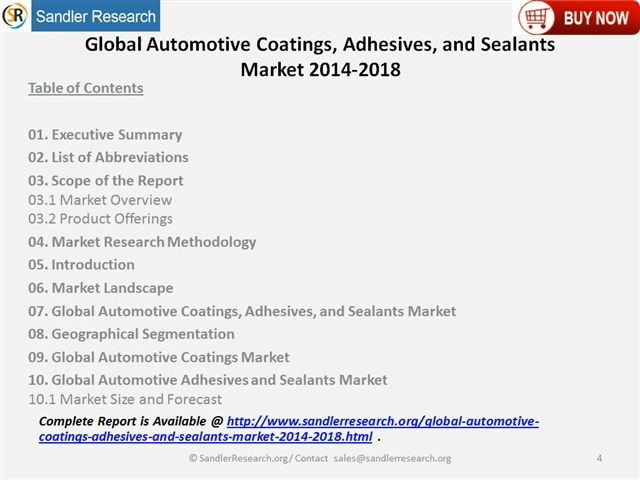 SR Sandler Research
BUY NOW
Global Automotive Coatings, Adhesives, and Sealants
Market 2014-2018
Table of Contents
01. Executive Summary
02. List of Abbreviations
03. Scope of the Report
03.1 Market Overview
03.2 Product Offerings
04. Market Research Methodology
05. Introduction
06. Market Landscape
07. Global Automotive Coatings, Adhesives, and Sealants Market
08. Geographical Segmentation
09. Global Automotive Coatings Market
10. Global Automotive Adhesives and Sealants Market
10.1 Market Size and Forecast
Complete Report is Available @ http://www.sandlerresearch.org/global-automotive-
coatings-adhesives-and-sealants-market-2014-2018.html .
© SandlerResearch.org/ Contact sales@sandlerresearch.org
4